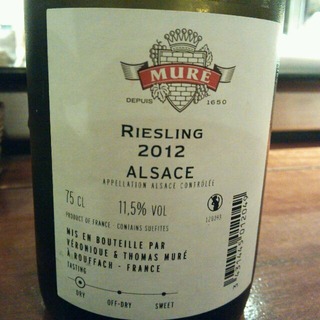 MURÉ
DEPUIS 1650
RIESLING
2012
ALSACE
APPELLATION ALSACE CONTRÔLÉE
75 CL 11,5% VOL
PRODUCT OF FRANCE - CONTAINS SULFITES
MIS EN BOUTEILLE PAR
VÉRONIQUE & THOMAS MURÉ
À ROUFFACH - FRANCE
TASTING
DRY
OFF-DRY
SWEET